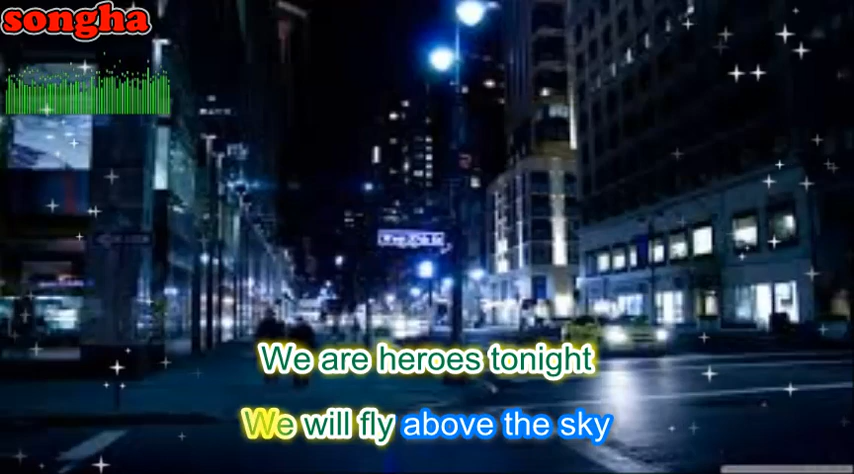 songha
We are heroes tonight
We will fly above the sky